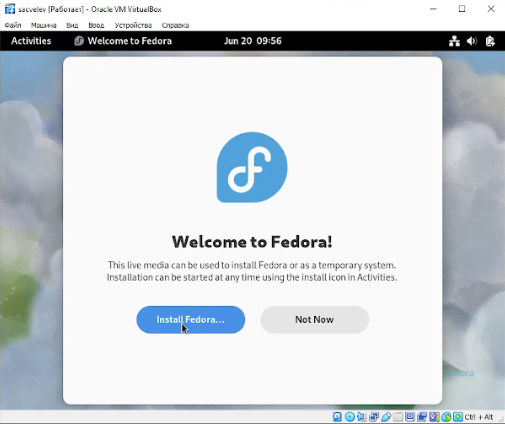 sacvelev [Работает] - Oracle VM VirtualBox
Файл Машина Вид Ввод Устройства Справка
Activities Welcome to Fedora Jun 20 09:56
Welcome to Fedora!
This live media can be used to install Fedora or as a temporary system.
Installation can be started at any time using the install icon in Activities.
Install Fedora... Not Now
Ctrl + Alt